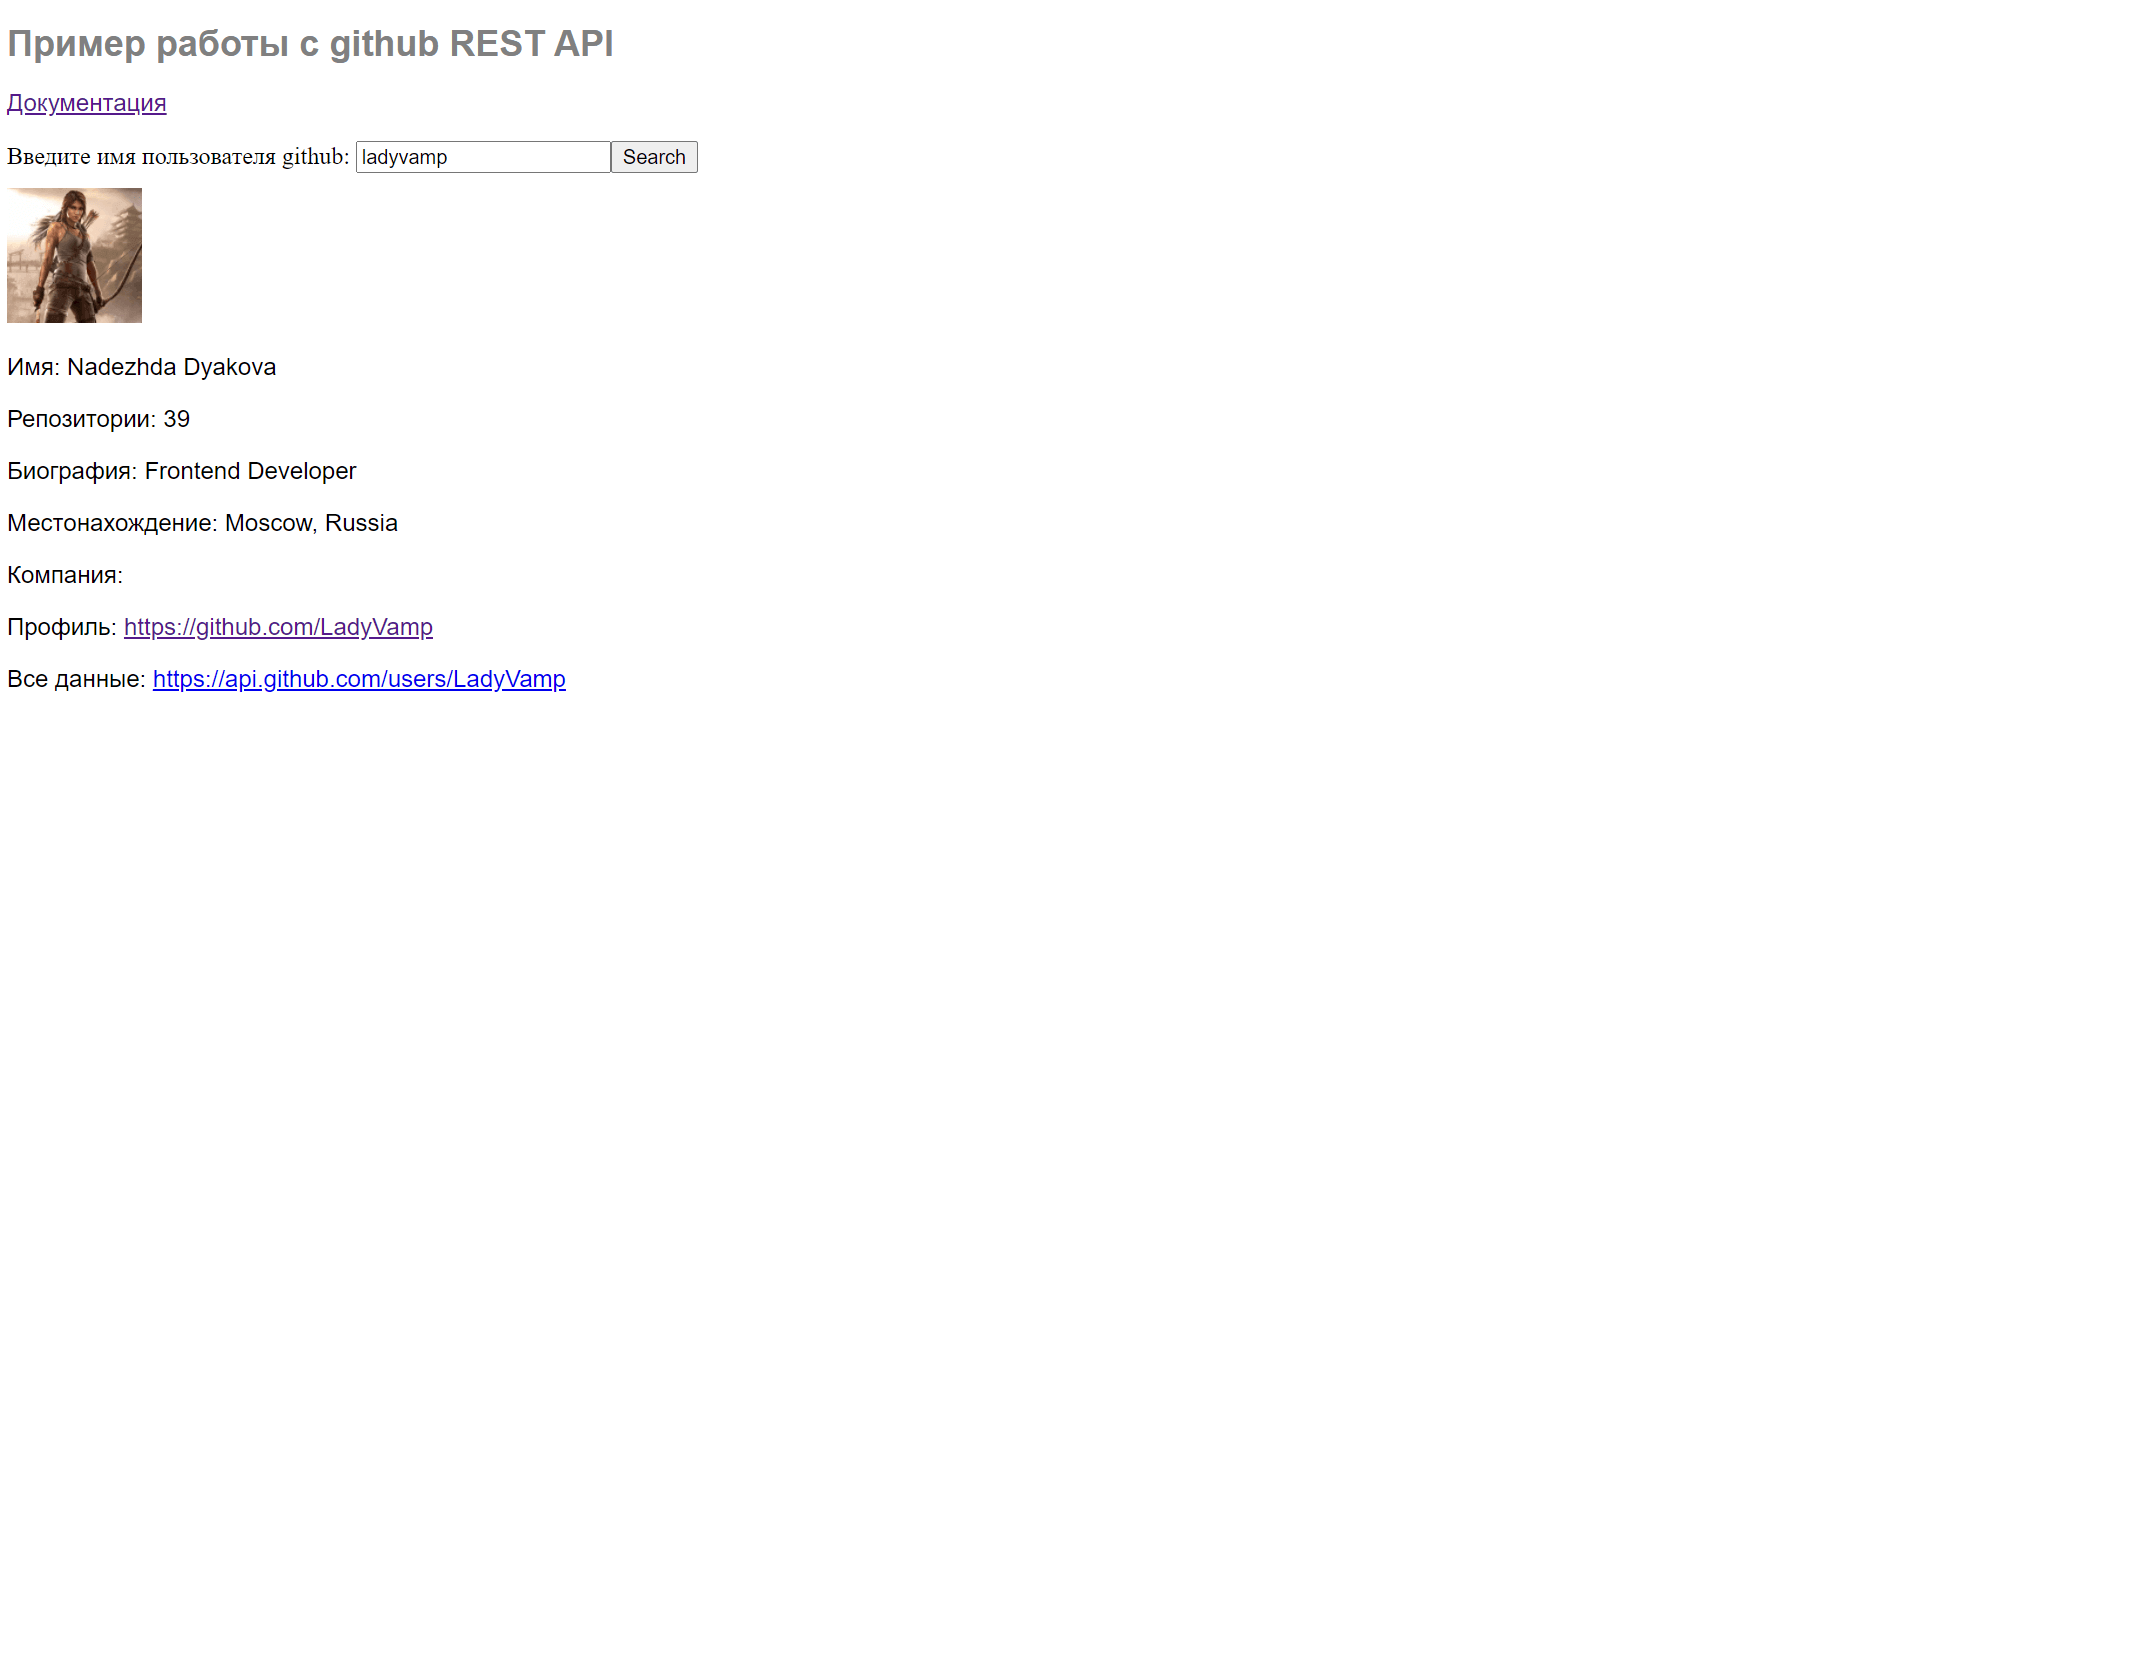 Пример работы с github REST API
Документация
Введите имя пользователя github: ladyvamp Search
Имя: Nadezhda Dyakova
Репозитории: 39
Биография: Frontend Developer
Местонахождение: Moscow, Russia
Компания:
Профиль: https://github.com/LadyVamp
Все данные: https://api.github.com/users/LadyVamp